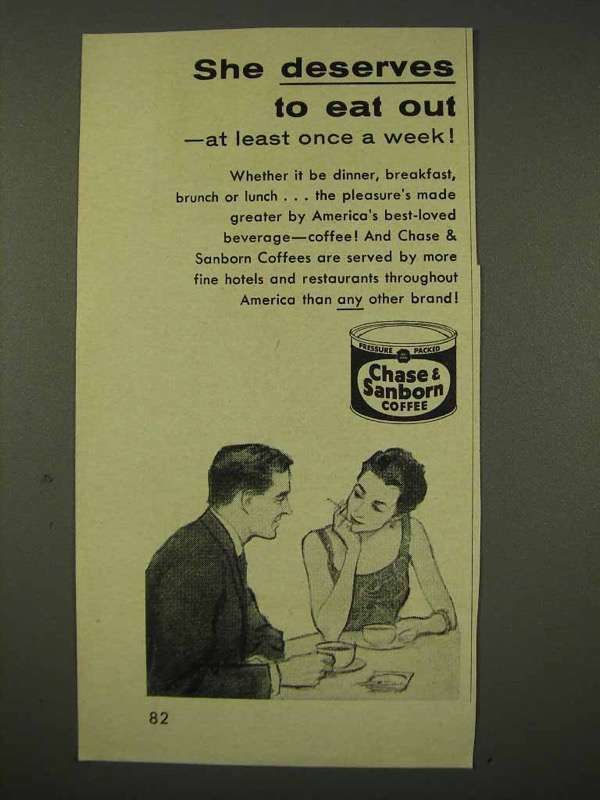 She deserves
to eat out
—at least once a week!
Whether it be dinner, breakfast,
brunch or lunch . . . the pleasure's made
greater by America's best-loved
beverage—coffee! And Chase &
Sanborn Coffees are served by more
fine hotels and restaurants throughout
America than any other brand!
PRESSURE PACKED
Chase &
Sanborn
COFFEE
82